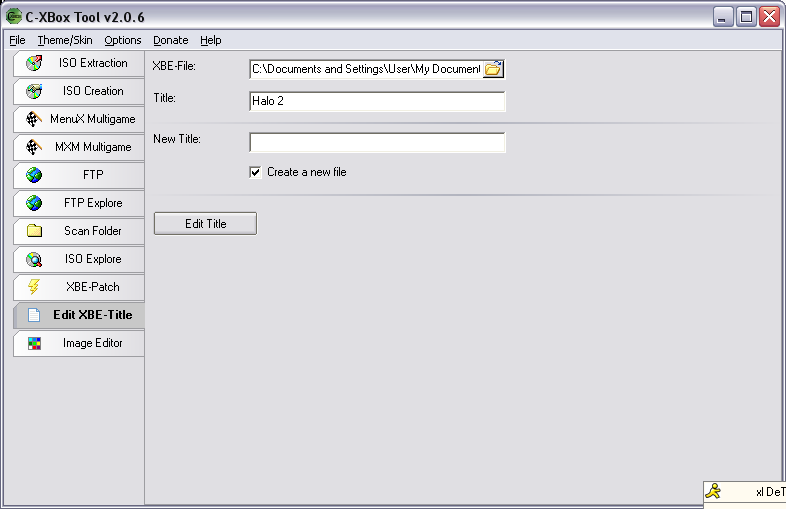 C-XBox Tool v2.0.6
File Theme/Skin Options Donate Help
ISO Extraction
ISO Creation
MenuX Multigame
MXM Multigame
FTP
FTP Explore
Scan Folder
ISO Explore
XBE-Patch
Edit XBE-Title
Image Editor
XBE-File: C:\Documents and Settings\User\My Document
Title: Halo 2
New Title:
Create a new file
Edit Title
xl DeT